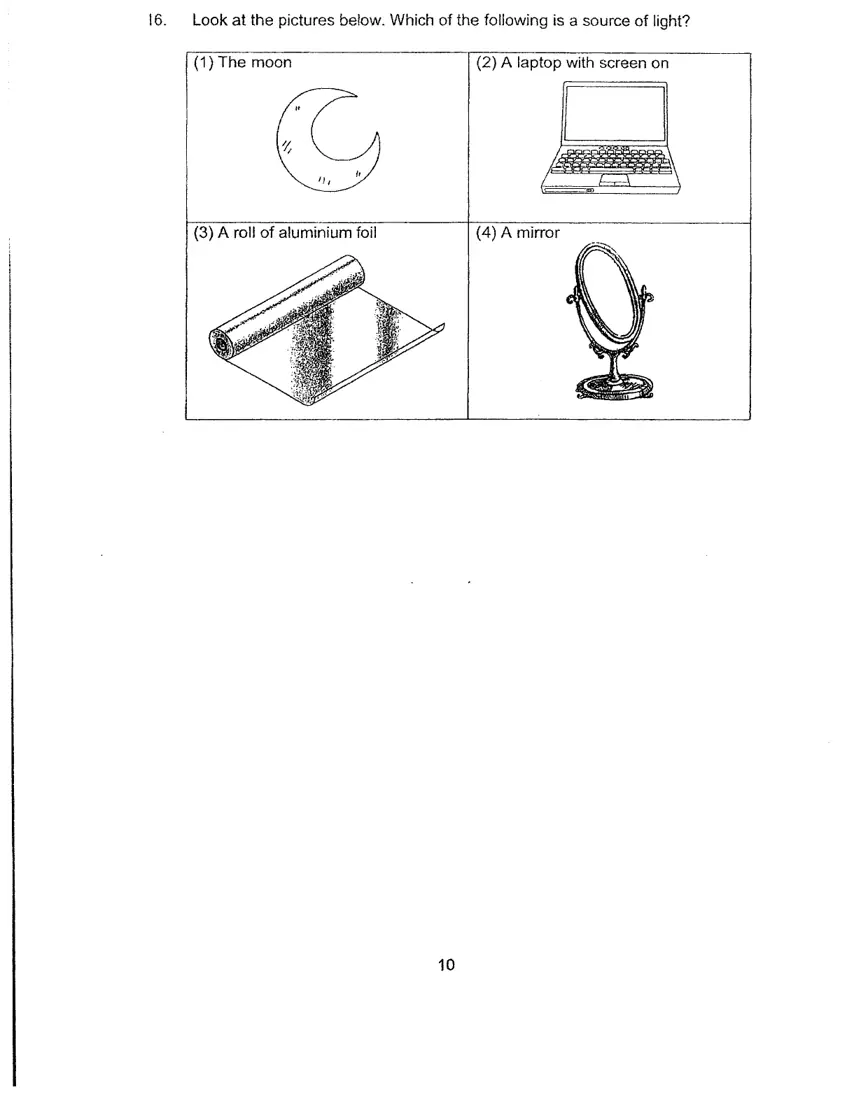 16. Look at the pictures below. Which of the following is a source of light?
(1) The moon
(2) A laptop with screen on
(3) A roll of aluminium foil
(4) A mirror
10